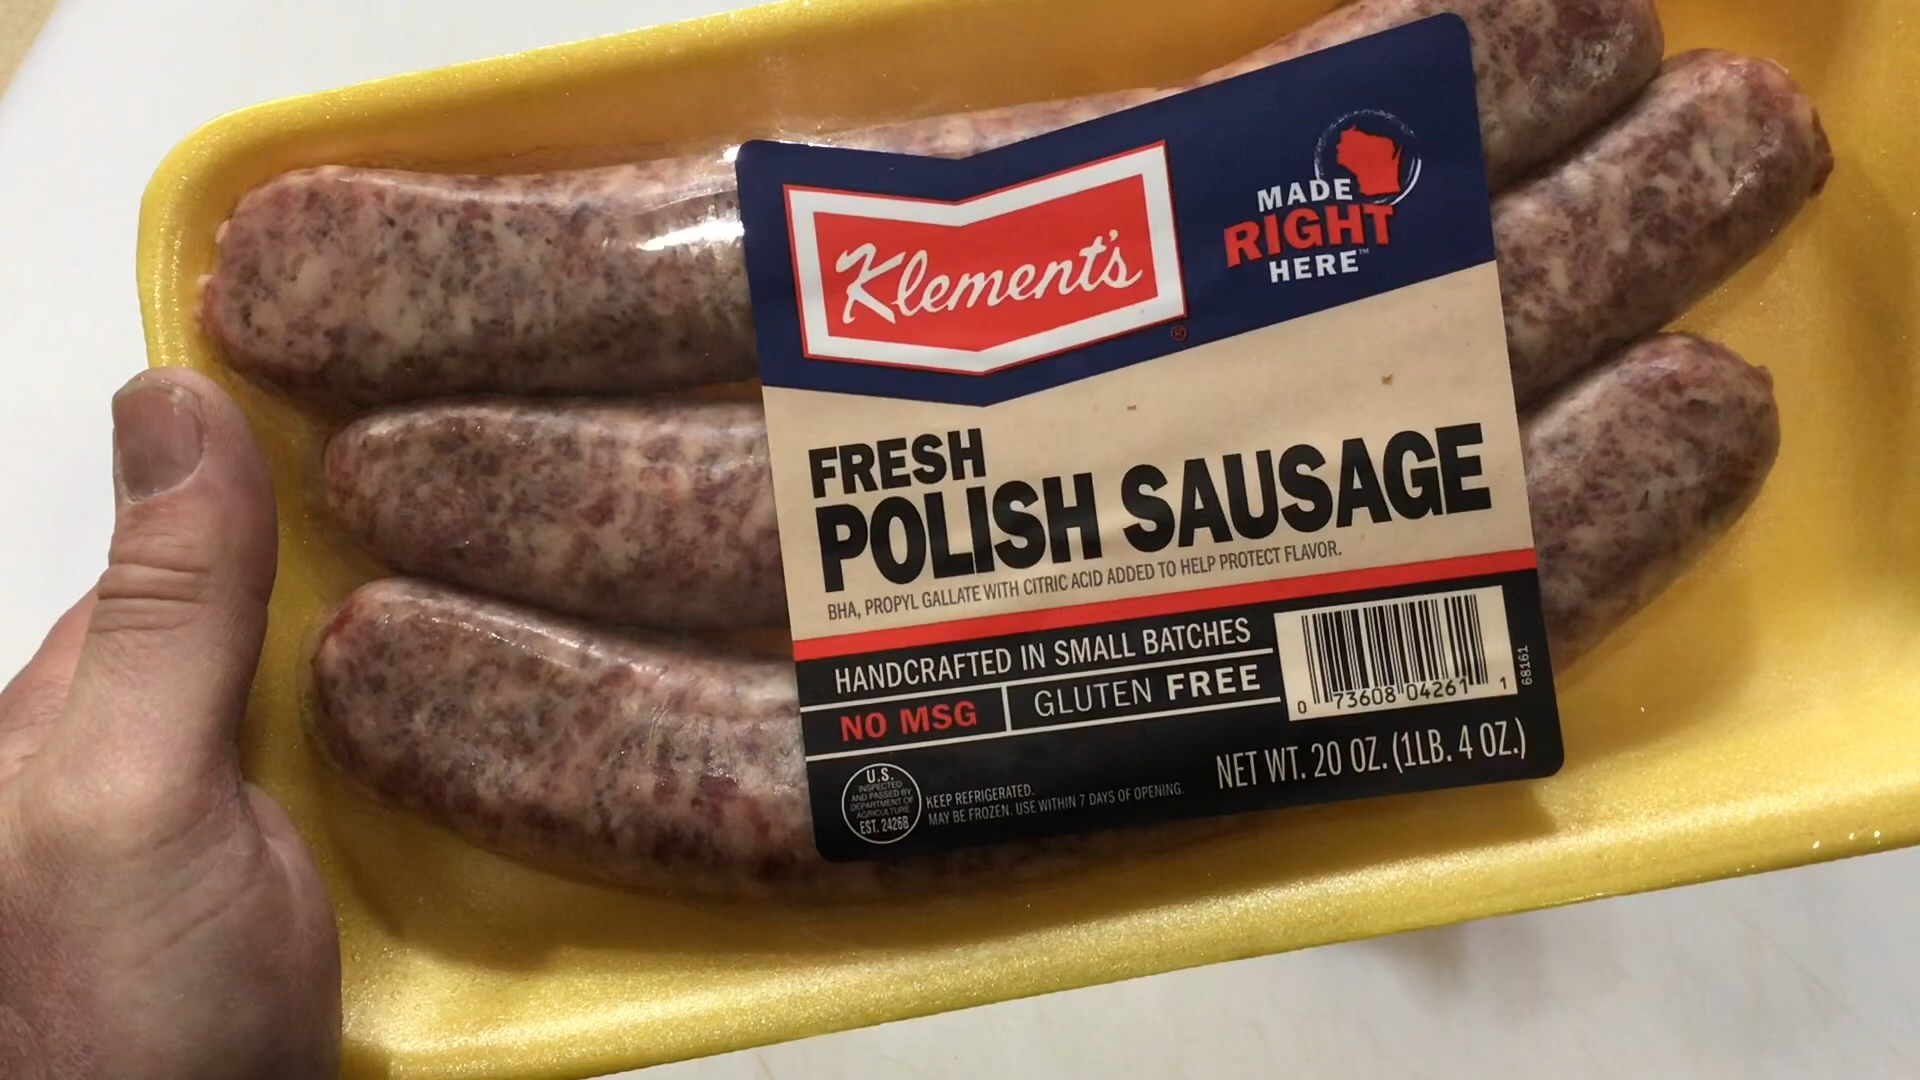 Klement's
®
MADE
RIGHT
HERE™
FRESH
POLISH SAUSAGE
BHA, PROPYL GALLATE WITH CITRIC ACID ADDED TO HELP PROTECT FLAVOR.
HANDCRAFTED IN SMALL BATCHES
NO MSG
GLUTEN FREE
0 73608 04261 1
68161
NET WT. 20 OZ. (1LB. 4 OZ.)
U.S.
INSPECTED
AND PASSED BY
DEPARTMENT OF
AGRICULTURE
EST. 2426B
KEEP REFRIGERATED.
MAY BE FROZEN. USE WITHIN 7 DAYS OF OPENING.